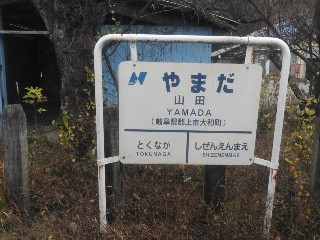 やまだ
山田
YAMADA
(岐阜県郡上市大和町)
とくなが
TOKUNAGA
しぜんえんまえ
SHIZENENMAE